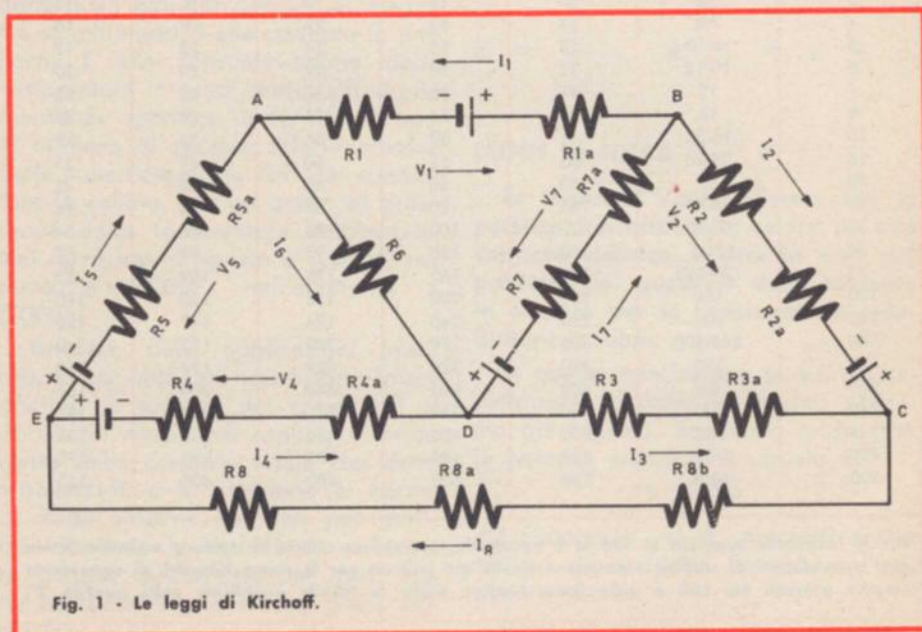 I1
A
B
R1
+
R1a
V1
I2
R5a
R7a
V7
R2
V2
I6
R6
I5
V5
R7
I7
R2a
R5
+
-
+
+
E
+
-
R4
V4
R4a
D
R3
R3a
C
I4
I3
R8
R8a
R8b
I8
Fig. 1 - Le leggi di Kirchoff.